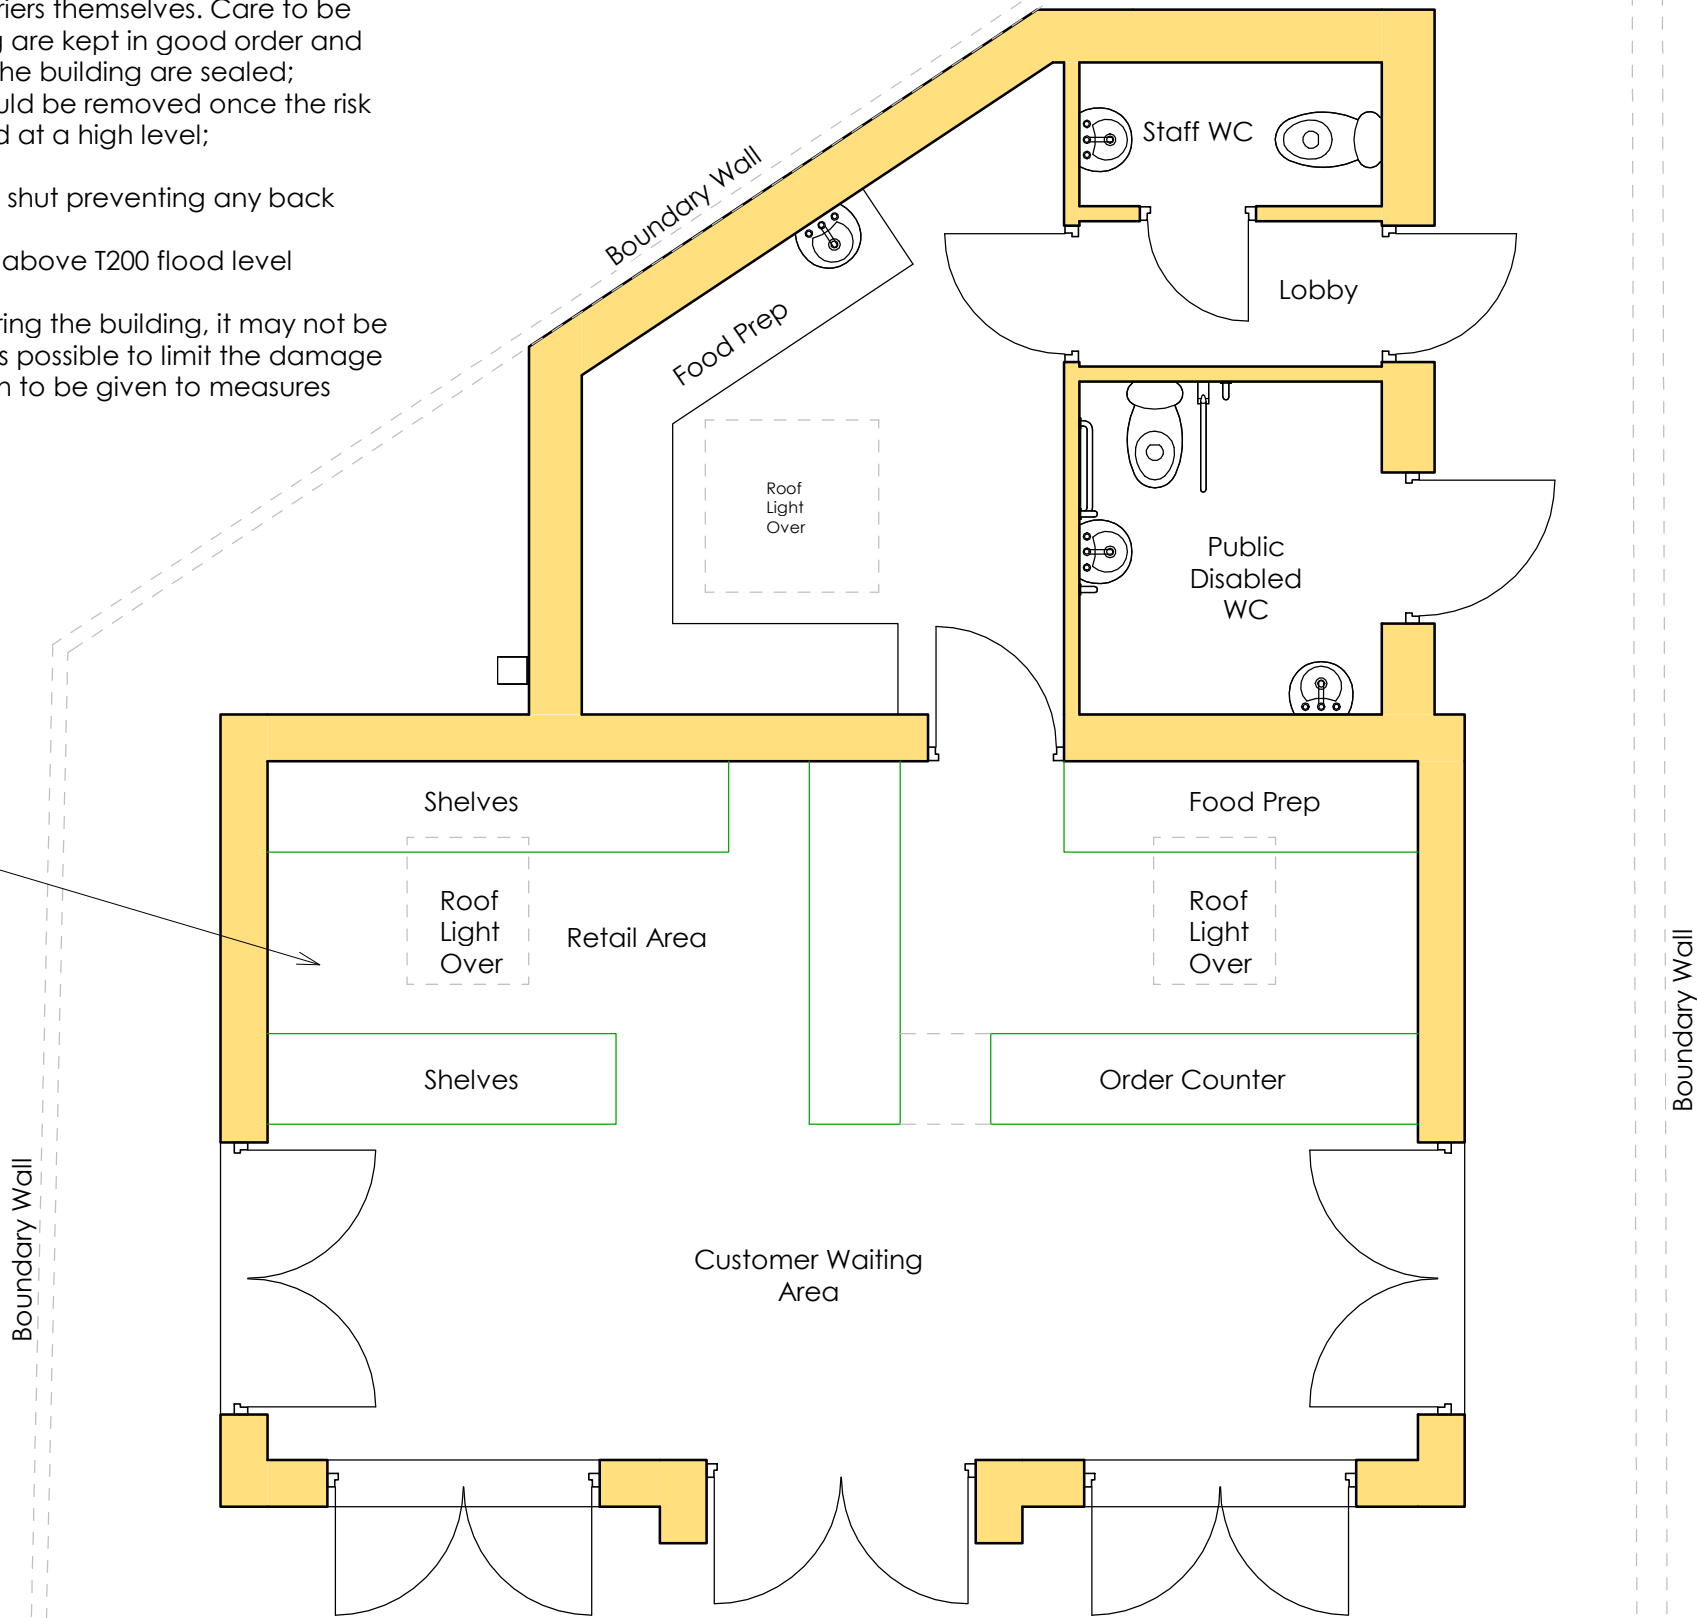 riers themselves. Care to be
g are kept in good order and
he building are sealed;
uld be removed once the risk
d at a high level;
shut preventing any back
above T200 flood level
ring the building, it may not be
s possible to limit the damage
n to be given to measures
Boundary Wall
Staff WC
Lobby
Food Prep
Roof
Light
Over
Public
Disabled
WC
Shelves
Food Prep
Roof
Light
Over
Retail Area
Roof
Light
Over
Shelves
Order Counter
Boundary Wall
Boundary Wall
Customer Waiting
Area